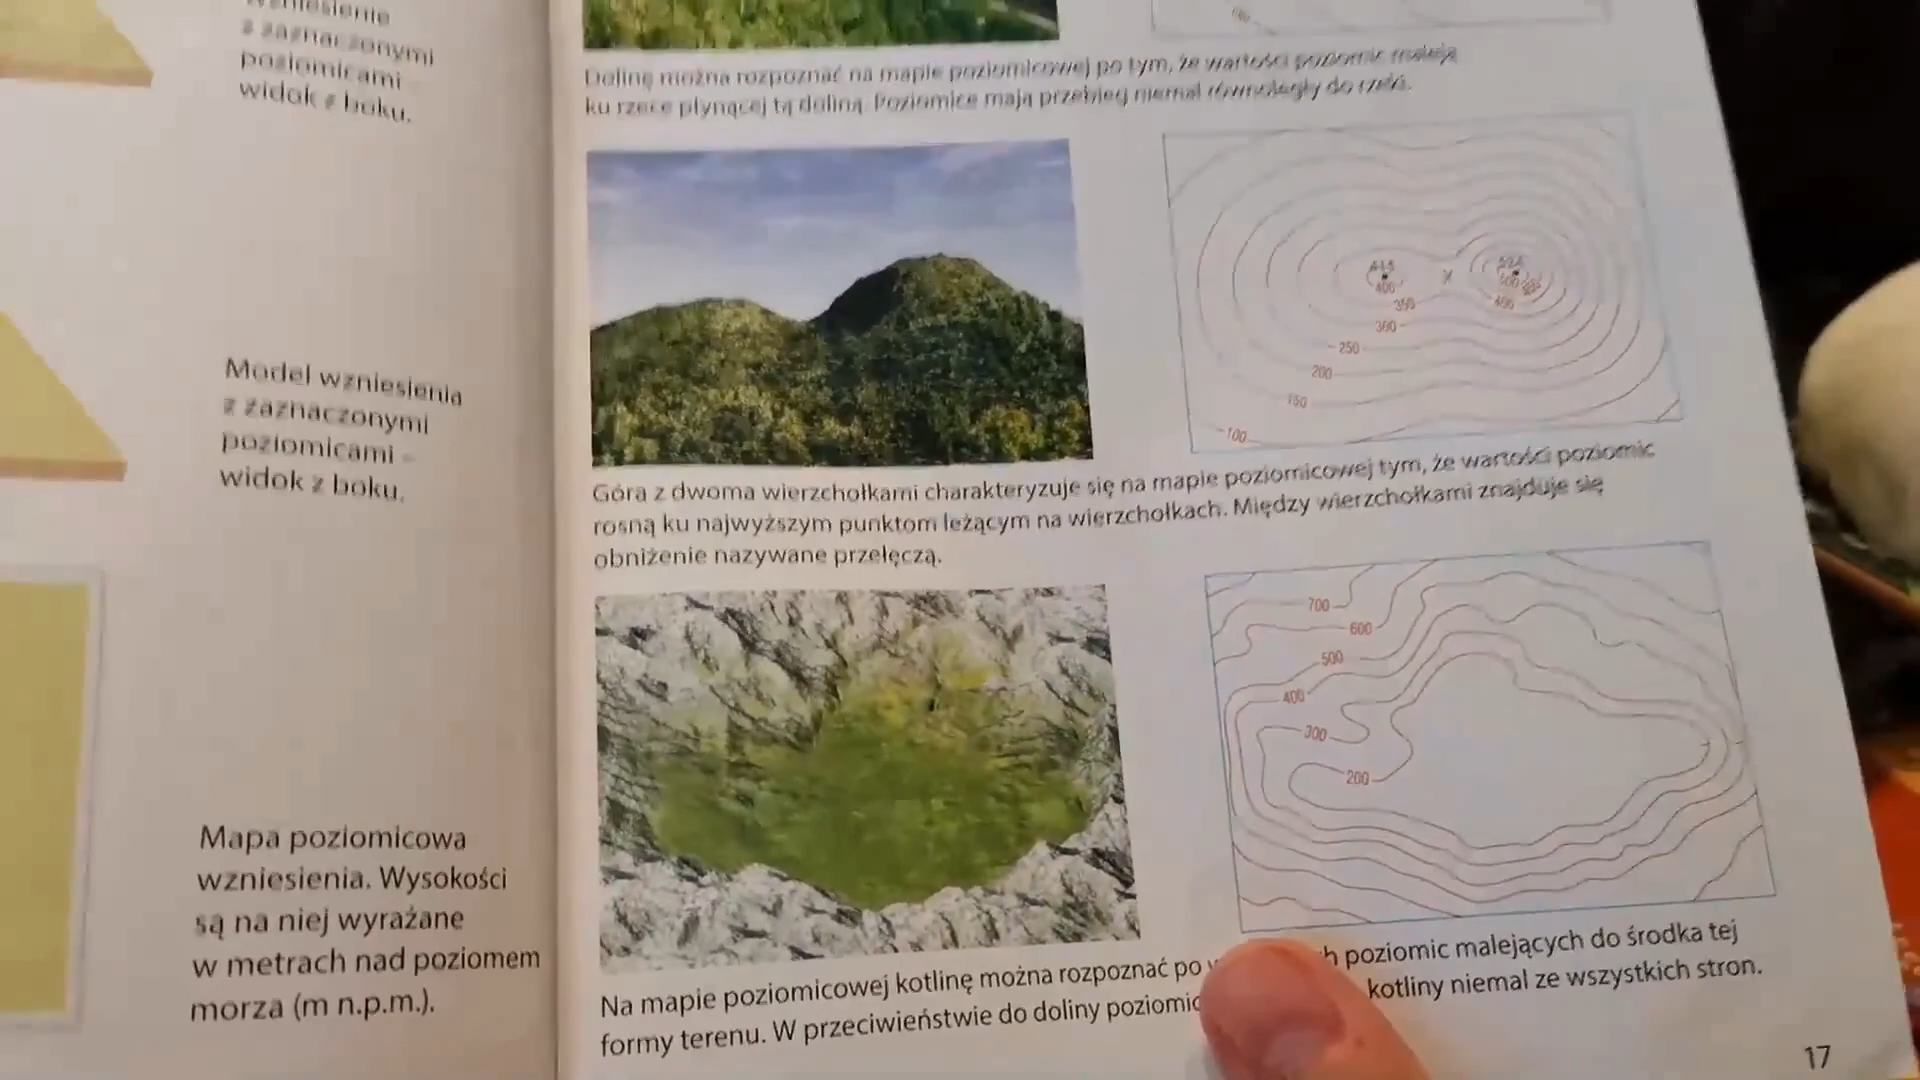 wzniesienie
z zaznaczonymi
poziomicami –
widok z boku.
Model wzniesienia
z zaznaczonymi
poziomicami –
widok z boku.
Mapa poziomicowa
wzniesienia. Wysokości
są na niej wyrażane
w metrach nad poziomem
morza (m n.p.m.).
Dolinę można rozpoznać na mapie poziomicowej po tym, że wartości poziomic maleją
ku rzece płynącej tą doliną. Poziomice mają przebieg niemal równoległy do rzeki.
415
400
350
300
250
200
150
100
500
400
Góra z dwoma wierzchołkami charakteryzuje się na mapie poziomicowej tym, że wartości poziomic
rosną ku najwyższym punktom leżącym na wierzchołkach. Między wierzchołkami znajduje się
obniżenie nazywane przełęczą.
700
600
500
400
300
200
Na mapie poziomicowej kotlinę można rozpoznać po poziomic malejących do środka tej
formy terenu. W przeciwieństwie do doliny kotliny niemal ze wszystkich stron.
17